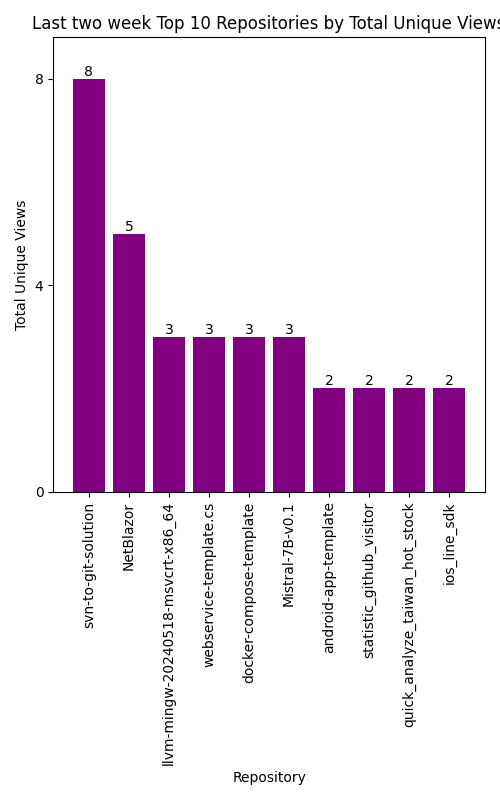 Last two week Top 10 Repositories by Total Unique Views
Total Unique Views
8
4
0
8
5
3
3
3
3
2
2
2
2
svn-to-git-solution
NetBlazor
llvm-mingw-20240518-msvcrt-x86_64
webservice-template.cs
docker-compose-template
Mistral-7B-v0.1
android-app-template
statistic_github_visitor
quick_analyze_taiwan_hot_stock
ios_line_sdk
Repository